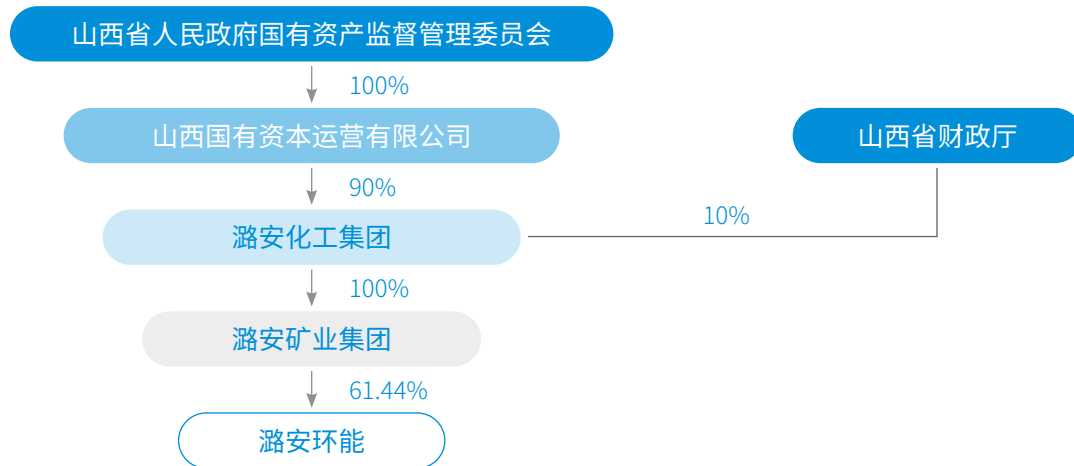 山西省人民政府国有资产监督管理委员会
100%
山西国有资本运营有限公司
山西省财政厅
90%
10%
潞安化工集团
100%
潞安矿业集团
61.44%
潞安环能